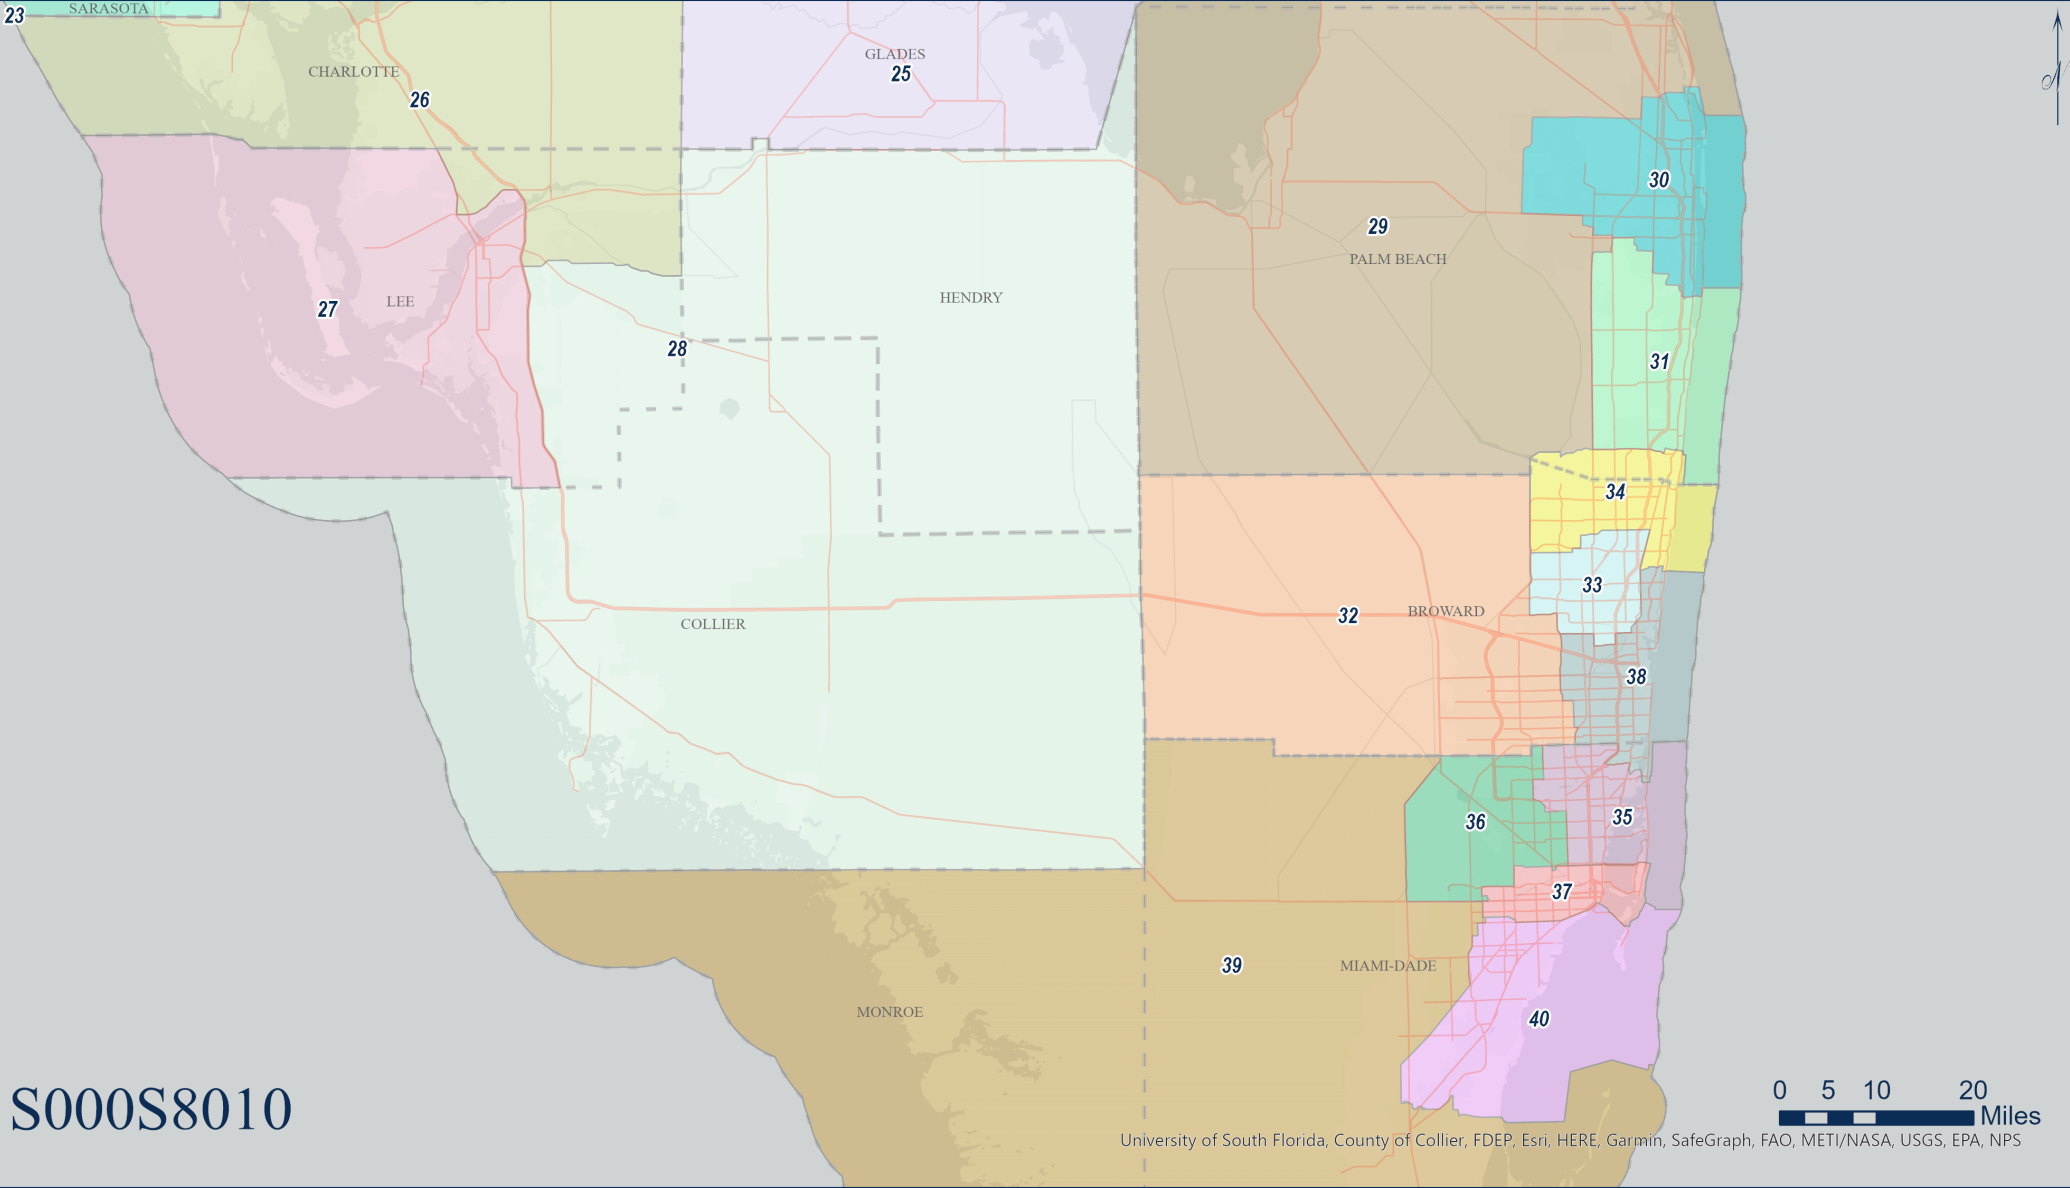 23
SARASOTA
GLADES
25
CHARLOTTE
26
30
29
PALM BEACH
HENDRY
LEE
27
28
31
34
33
32
BROWARD
COLLIER
38
36
35
37
39
MIAMI-DADE
MONROE
40
S000S8010
0 5 10 20
Miles
University of South Florida, County of Collier, FDEP, Esri, HERE, Garmin, SafeGraph, FAO, METI/NASA, USGS, EPA, NPS